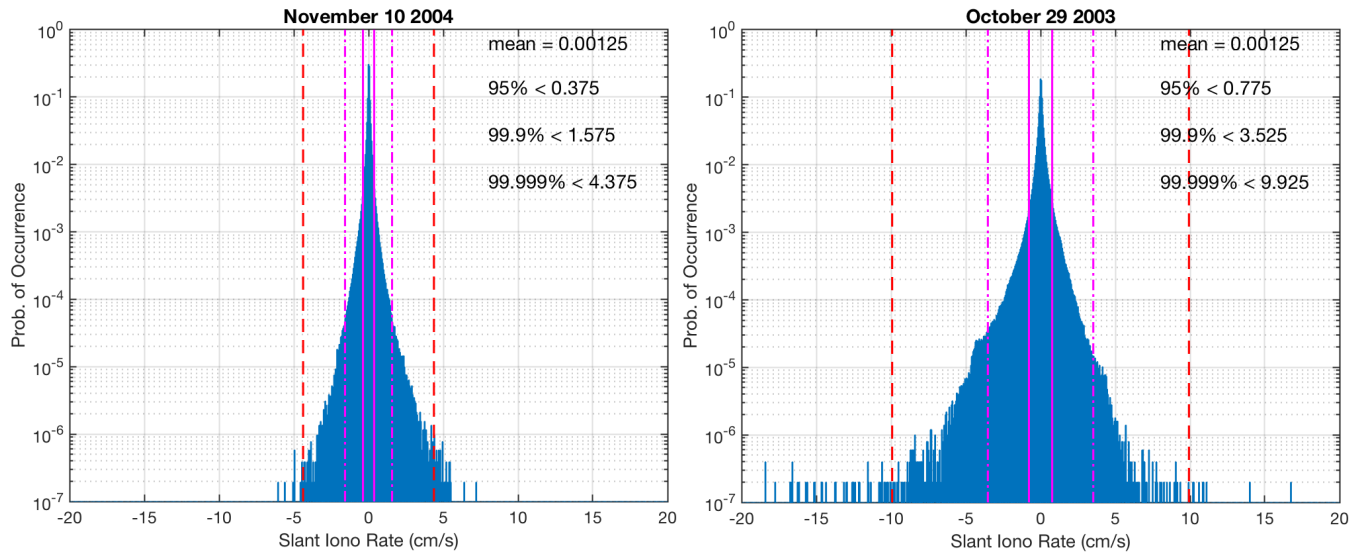 November 10 2004
mean = 0.00125
95% < 0.375
99.9% < 1.575
99.999% < 4.375
10^0
10^-1
10^-2
10^-3
10^-4
10^-5
10^-6
10^-7
Prob. of Occurrence
-20 -15 -10 -5 0 5 10 15 20
Slant Iono Rate (cm/s)
October 29 2003
mean = 0.00125
95% < 0.775
99.9% < 3.525
99.999% < 9.925
10^0
10^-1
10^-2
10^-3
10^-4
10^-5
10^-6
10^-7
Prob. of Occurrence
-20 -15 -10 -5 0 5 10 15 20
Slant Iono Rate (cm/s)